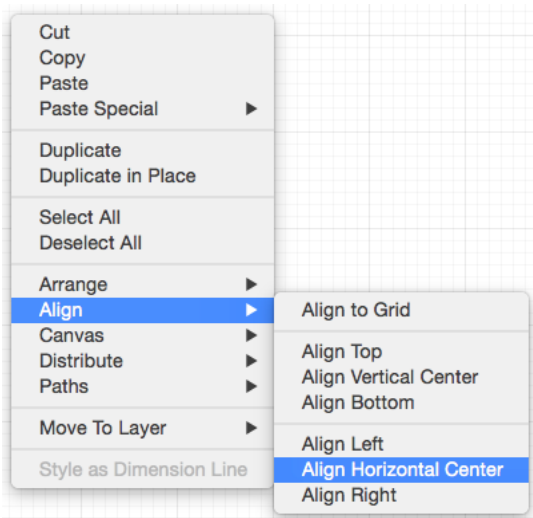 Cut
Copy
Paste
Paste Special
Duplicate
Duplicate in Place
Select All
Deselect All
Arrange
Align
Canvas
Distribute
Paths
Move To Layer
Style as Dimension Line
Align to Grid
Align Top
Align Vertical Center
Align Bottom
Align Left
Align Horizontal Center
Align Right